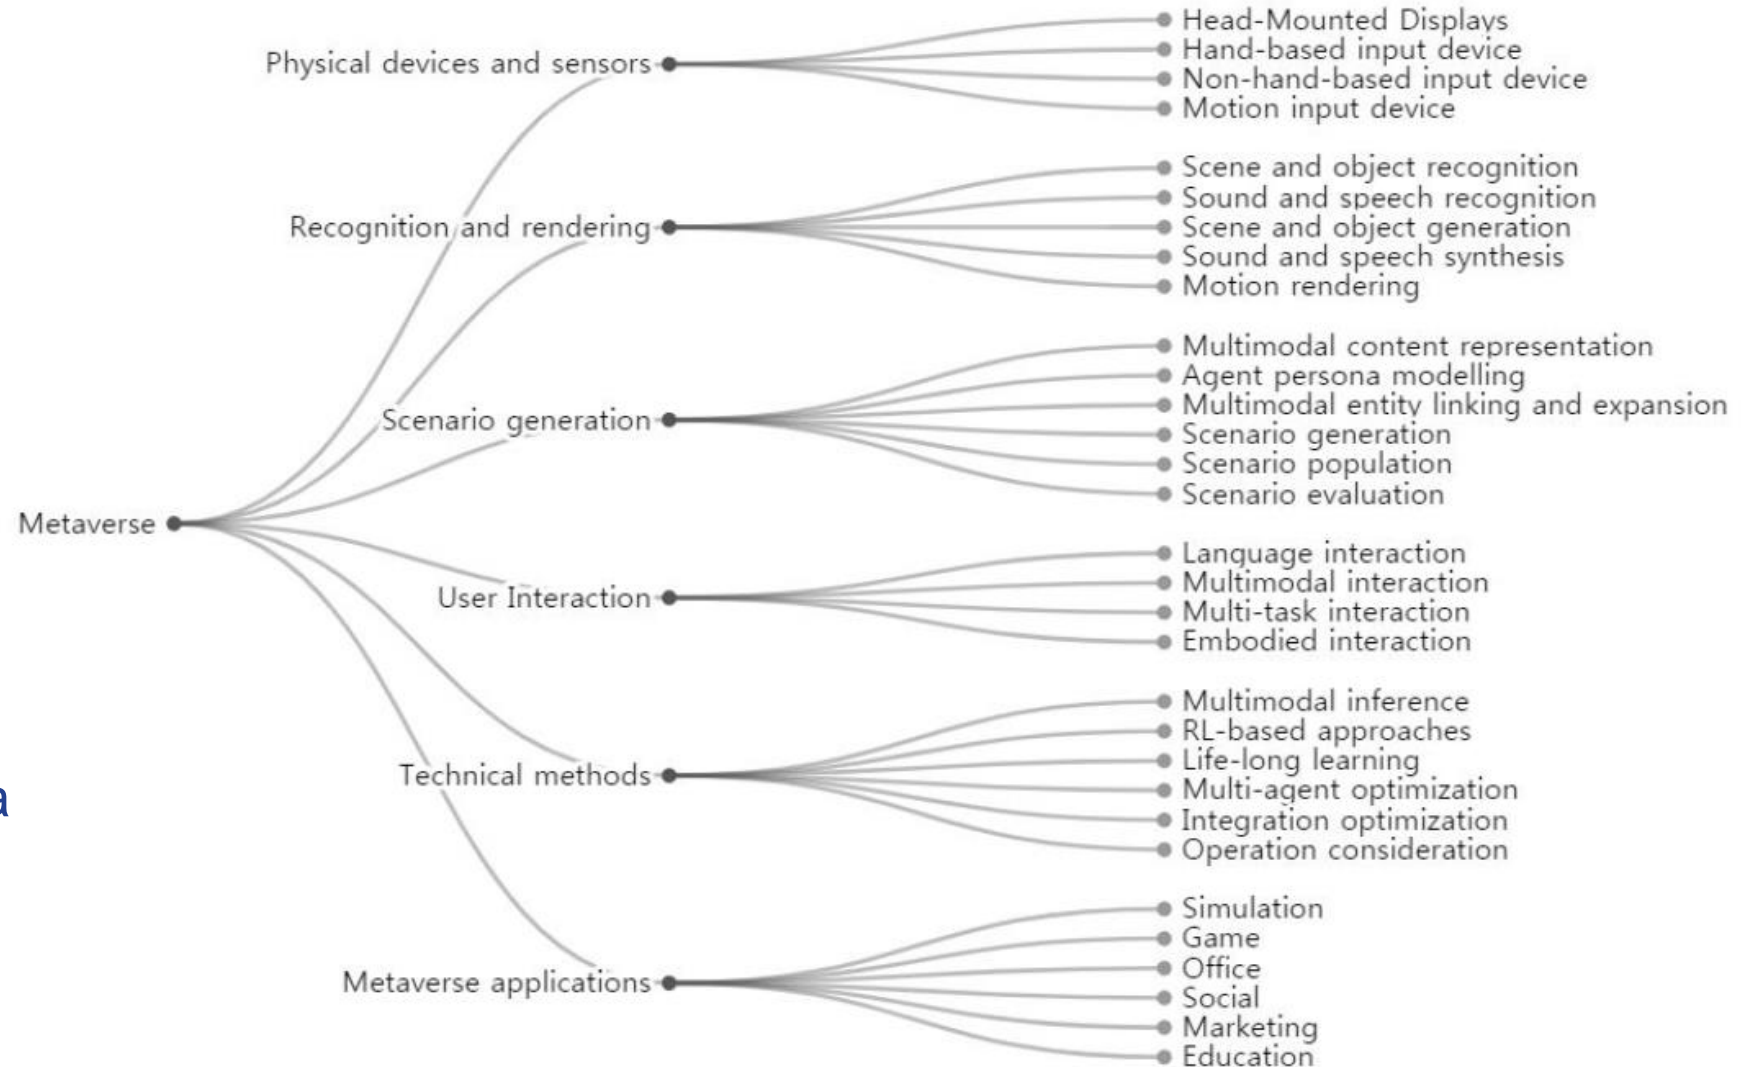 Metaverse
Physical devices and sensors
Head-Mounted Displays
Hand-based input device
Non-hand-based input device
Motion input device
Recognition and rendering
Scene and object recognition
Sound and speech recognition
Scene and object generation
Sound and speech synthesis
Motion rendering
Scenario generation
Multimodal content representation
Agent persona modelling
Multimodal entity linking and expansion
Scenario generation
Scenario population
Scenario evaluation
User Interaction
Language interaction
Multimodal interaction
Multi-task interaction
Embodied interaction
Technical methods
Multimodal inference
RL-based approaches
Life-long learning
Multi-agent optimization
Integration optimization
Operation consideration
Metaverse applications
Simulation
Game
Office
Social
Marketing
Education